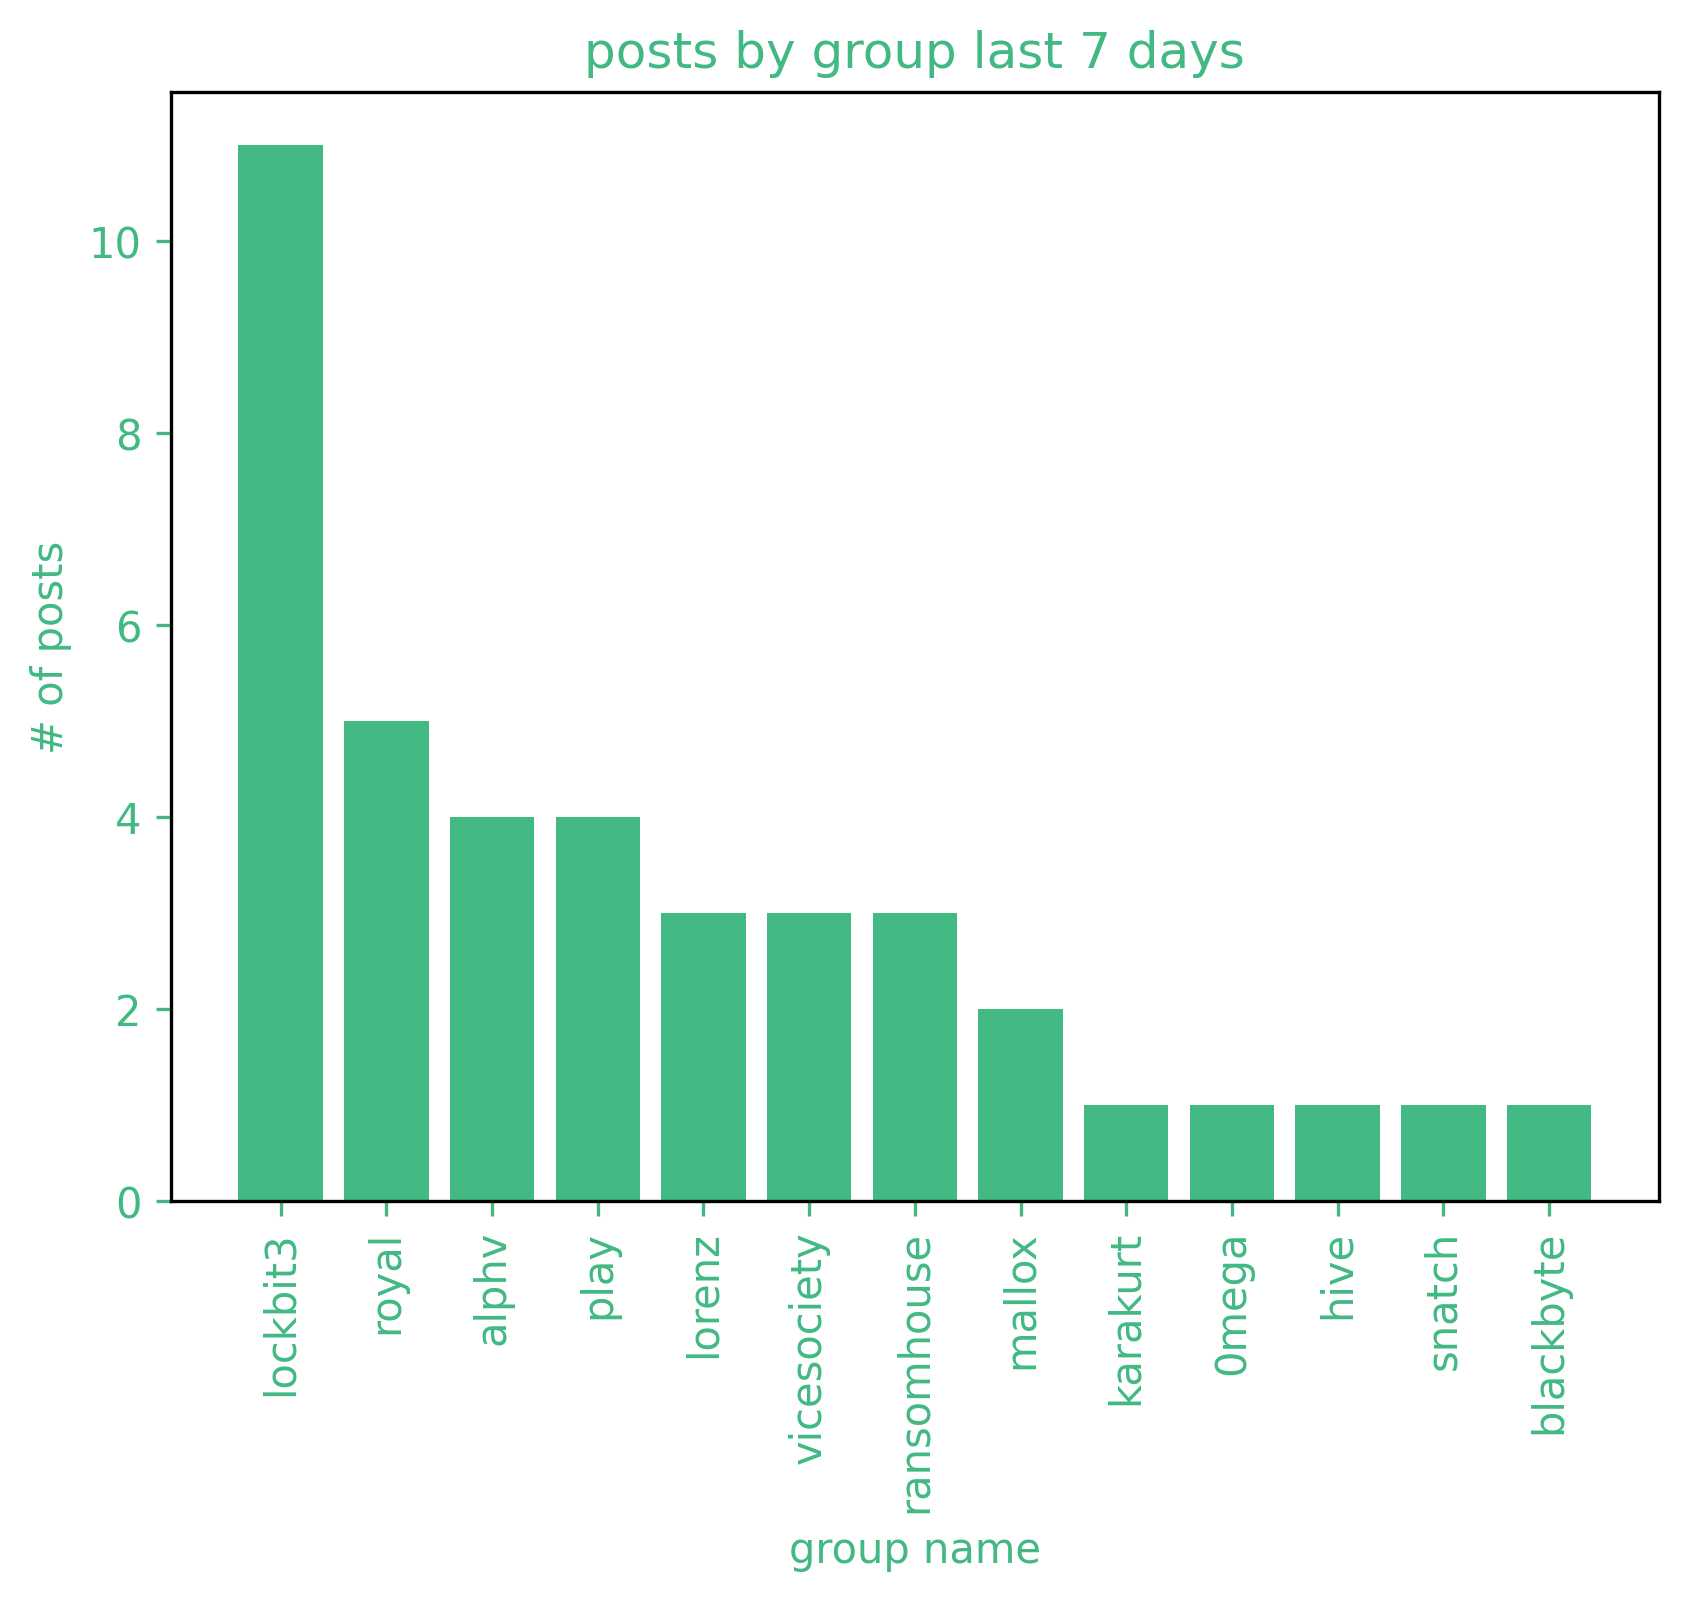 posts by group last 7 days
# of posts
10
8
6
4
2
0
lockbit3
royal
alphv
play
lorenz
vicesociety
ransomhouse
mallox
karakurt
0mega
hive
snatch
blackbyte
group name